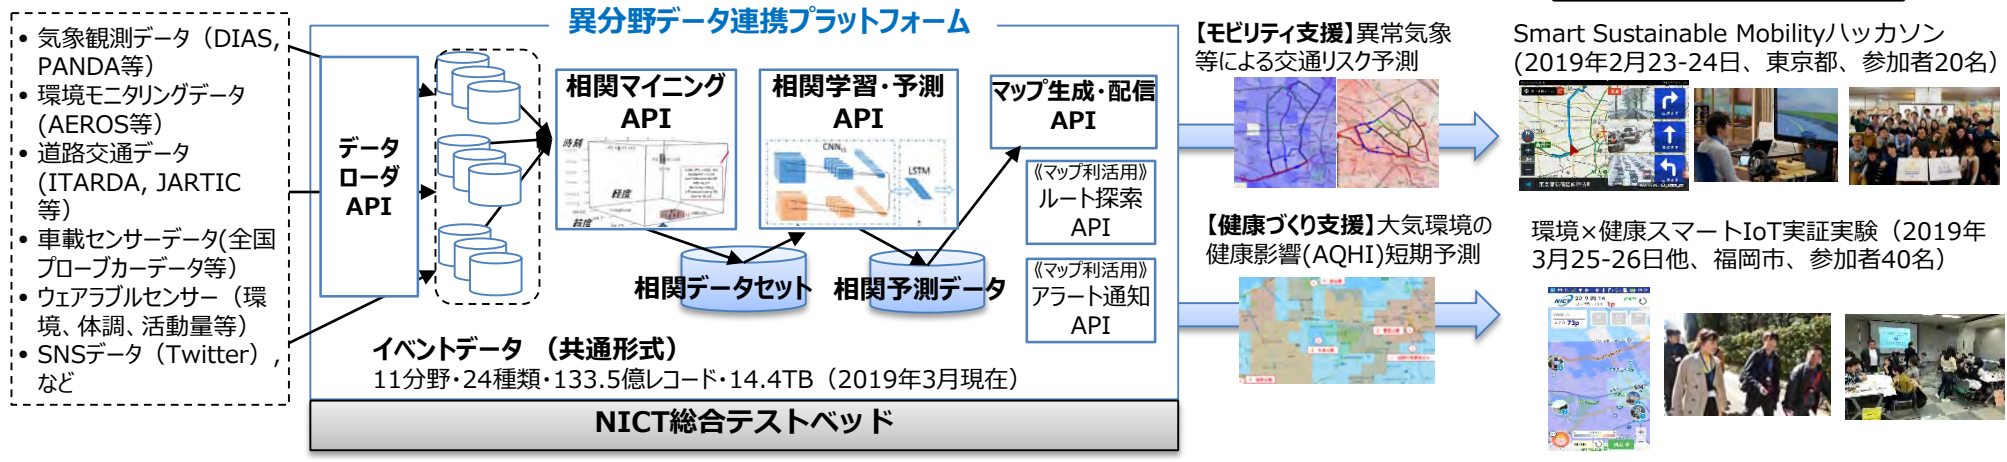 異分野データ連携プラットフォーム
• 気象観測データ（DIAS,
PANDA等）
• 環境モニタリングデータ
(AEROS等）
• 道路交通データ
(ITARDA, JARTIC
等）
• 車載センサーデータ(全国
プローブカーデータ等）
• ウェアラブルセンサー（環
境、体調、活動量等）
• SNSデータ（Twitter）,
など
データ
ローダ
API
相関マイニング
API
時刻
経度
緯度
相関学習・予測
API
CNN
LSTM
マップ生成・配信
API
《マップ利活用》
ルート探索
API
《マップ利活用》
アラート通知
API
相関データセット
相関予測データ
イベントデータ （共通形式）
11分野・24種類・133.5億レコード・14.4TB（2019年3月現在）
NICT総合テストベッド
【モビリティ支援】異常気象
等による交通リスク予測
【健康づくり支援】大気環境の
健康影響(AQHI)短期予測
Smart Sustainable Mobilityハッカソン
(2019年2月23-24日、東京都、参加者20名）
環境×健康スマートIoT実証実験（2019年
3月25-26日他、福岡市、参加者40名）
NICT
73p